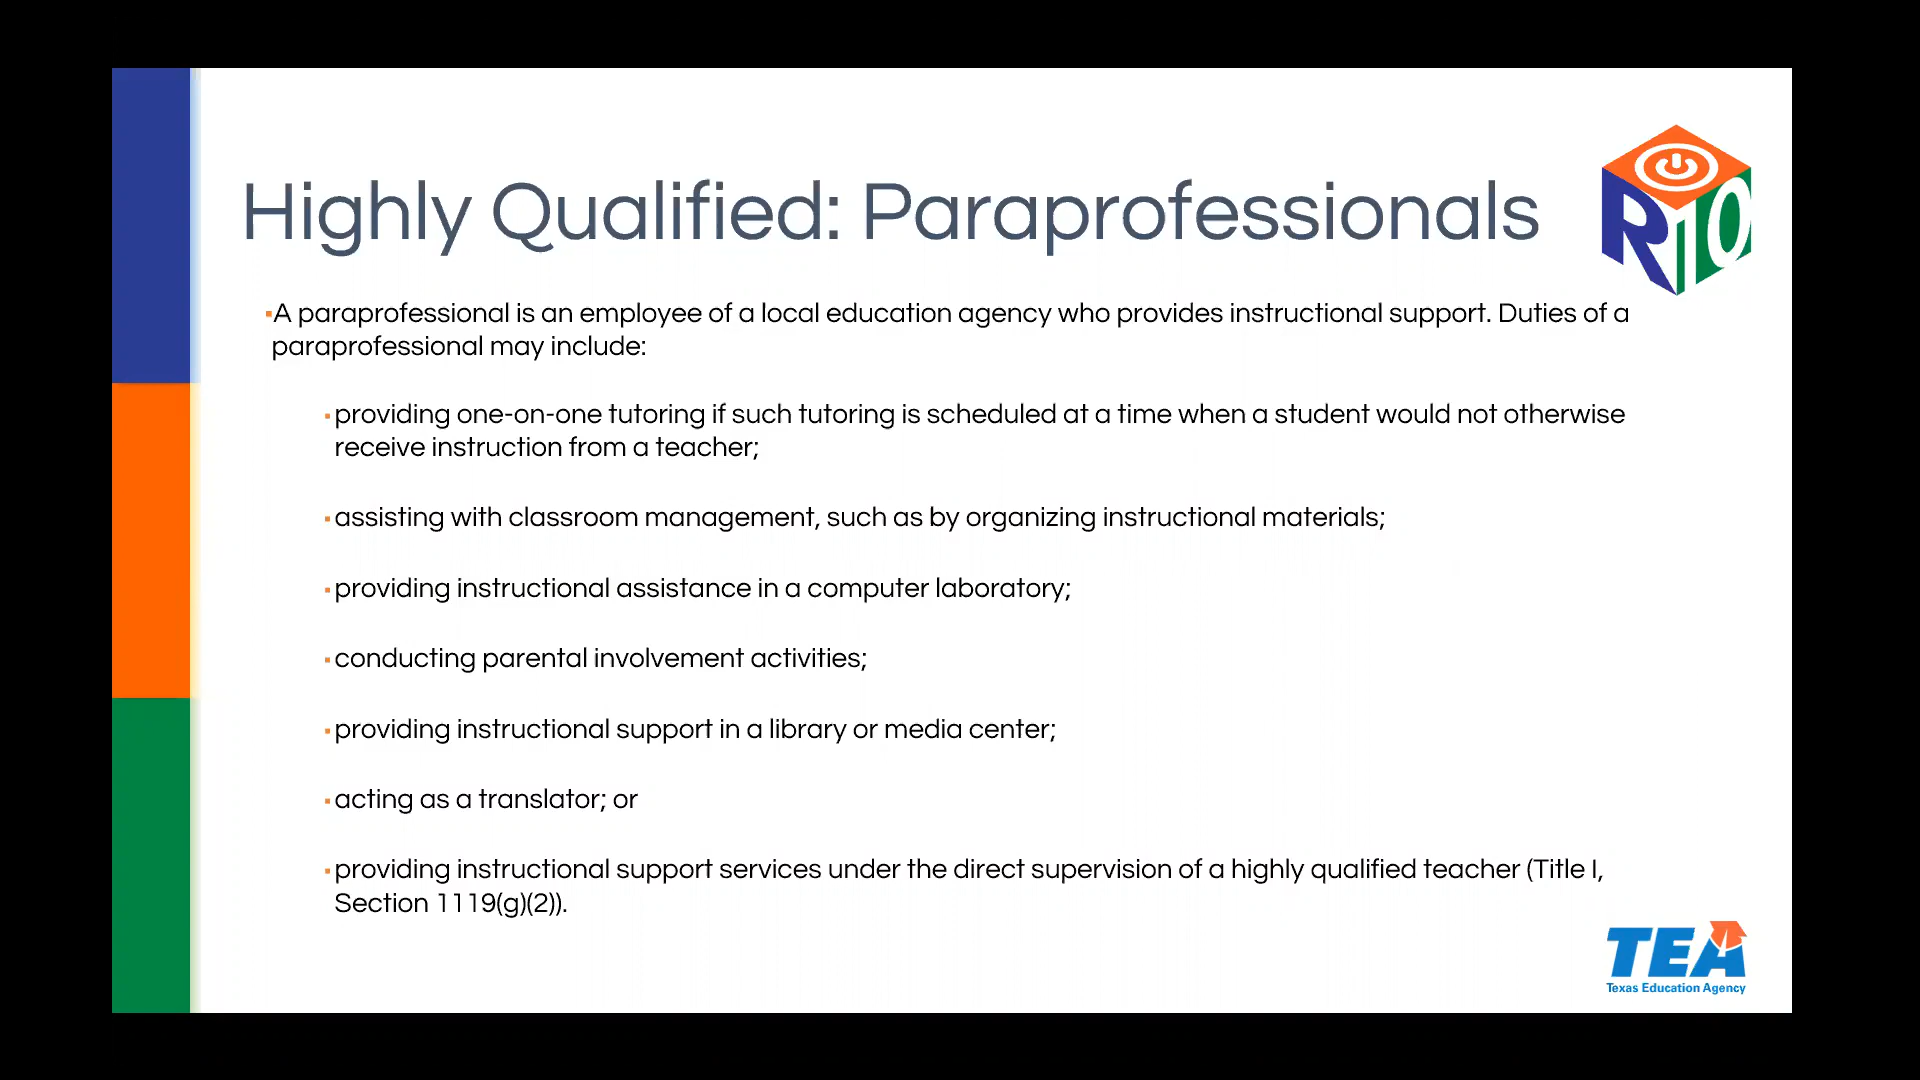 Highly Qualified: Paraprofessionals
R10
▪A paraprofessional is an employee of a local education agency who provides instructional support. Duties of a
paraprofessional may include:
▪providing one-on-one tutoring if such tutoring is scheduled at a time when a student would not otherwise
receive instruction from a teacher;
▪assisting with classroom management, such as by organizing instructional materials;
▪providing instructional assistance in a computer laboratory;
▪conducting parental involvement activities;
▪providing instructional support in a library or media center;
▪acting as a translator; or
▪providing instructional support services under the direct supervision of a highly qualified teacher (Title I,
Section 1119(g)(2)).
TEA
Texas Education Agency